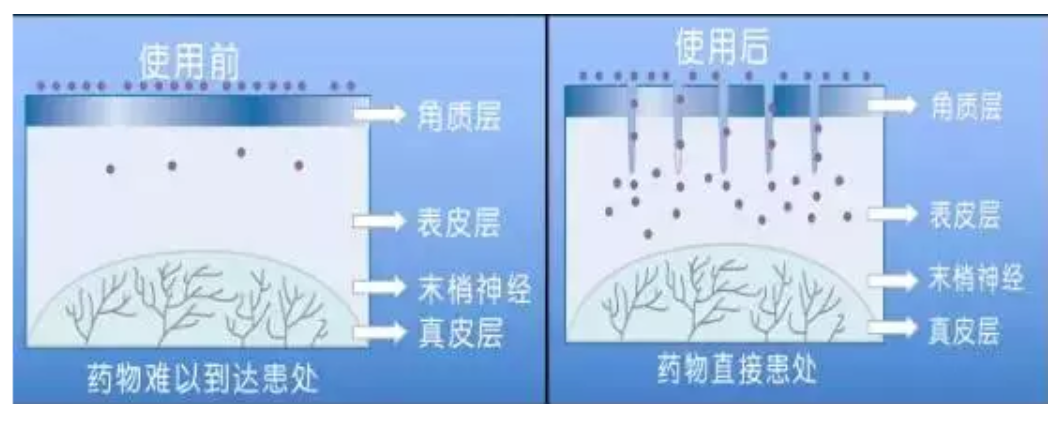 使用前
角质层
表皮层
末梢神经
真皮层
药物难以到达患处
使用后
角质层
表皮层
末梢神经
真皮层
药物直接患处